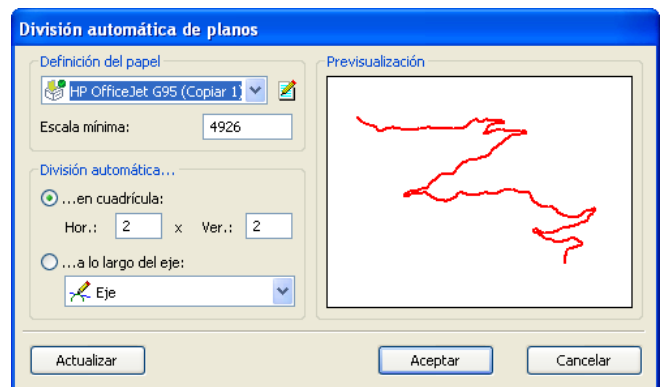 División automática de planos
Definición del papel
HP OfficeJet G95 (Copiar 1)
Escala mínima: 4926
División automática...
...en cuadrícula:
Hor.: 2 x Ver.: 2
...a lo largo del eje:
Eje
Previsualización
Actualizar
Aceptar
Cancelar